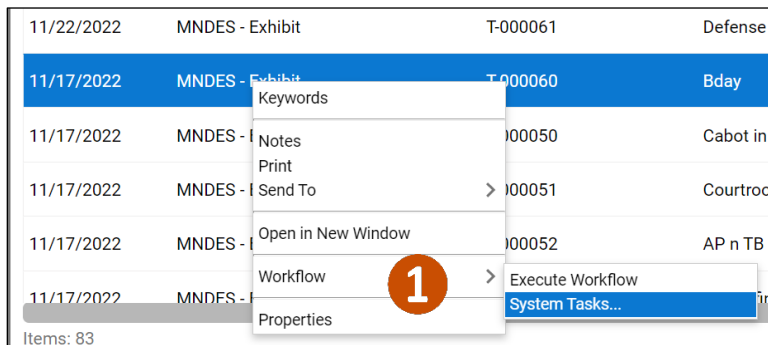 11/22/2022 MNDES - Exhibit T-000061 Defense
11/17/2022 MNDES - Exhibit T-000060 Bday
Keywords
11/17/2022 MNDES - 000050 Cabot in
Notes
Print
11/17/2022 MNDES - 000051 Courtroo
Send To
11/17/2022 MNDES - 000052 AP n TB
Open in New Window
Workflow
1
Execute Workflow
11/17/2022 MNDES -
System Tasks...
Properties
Items: 83